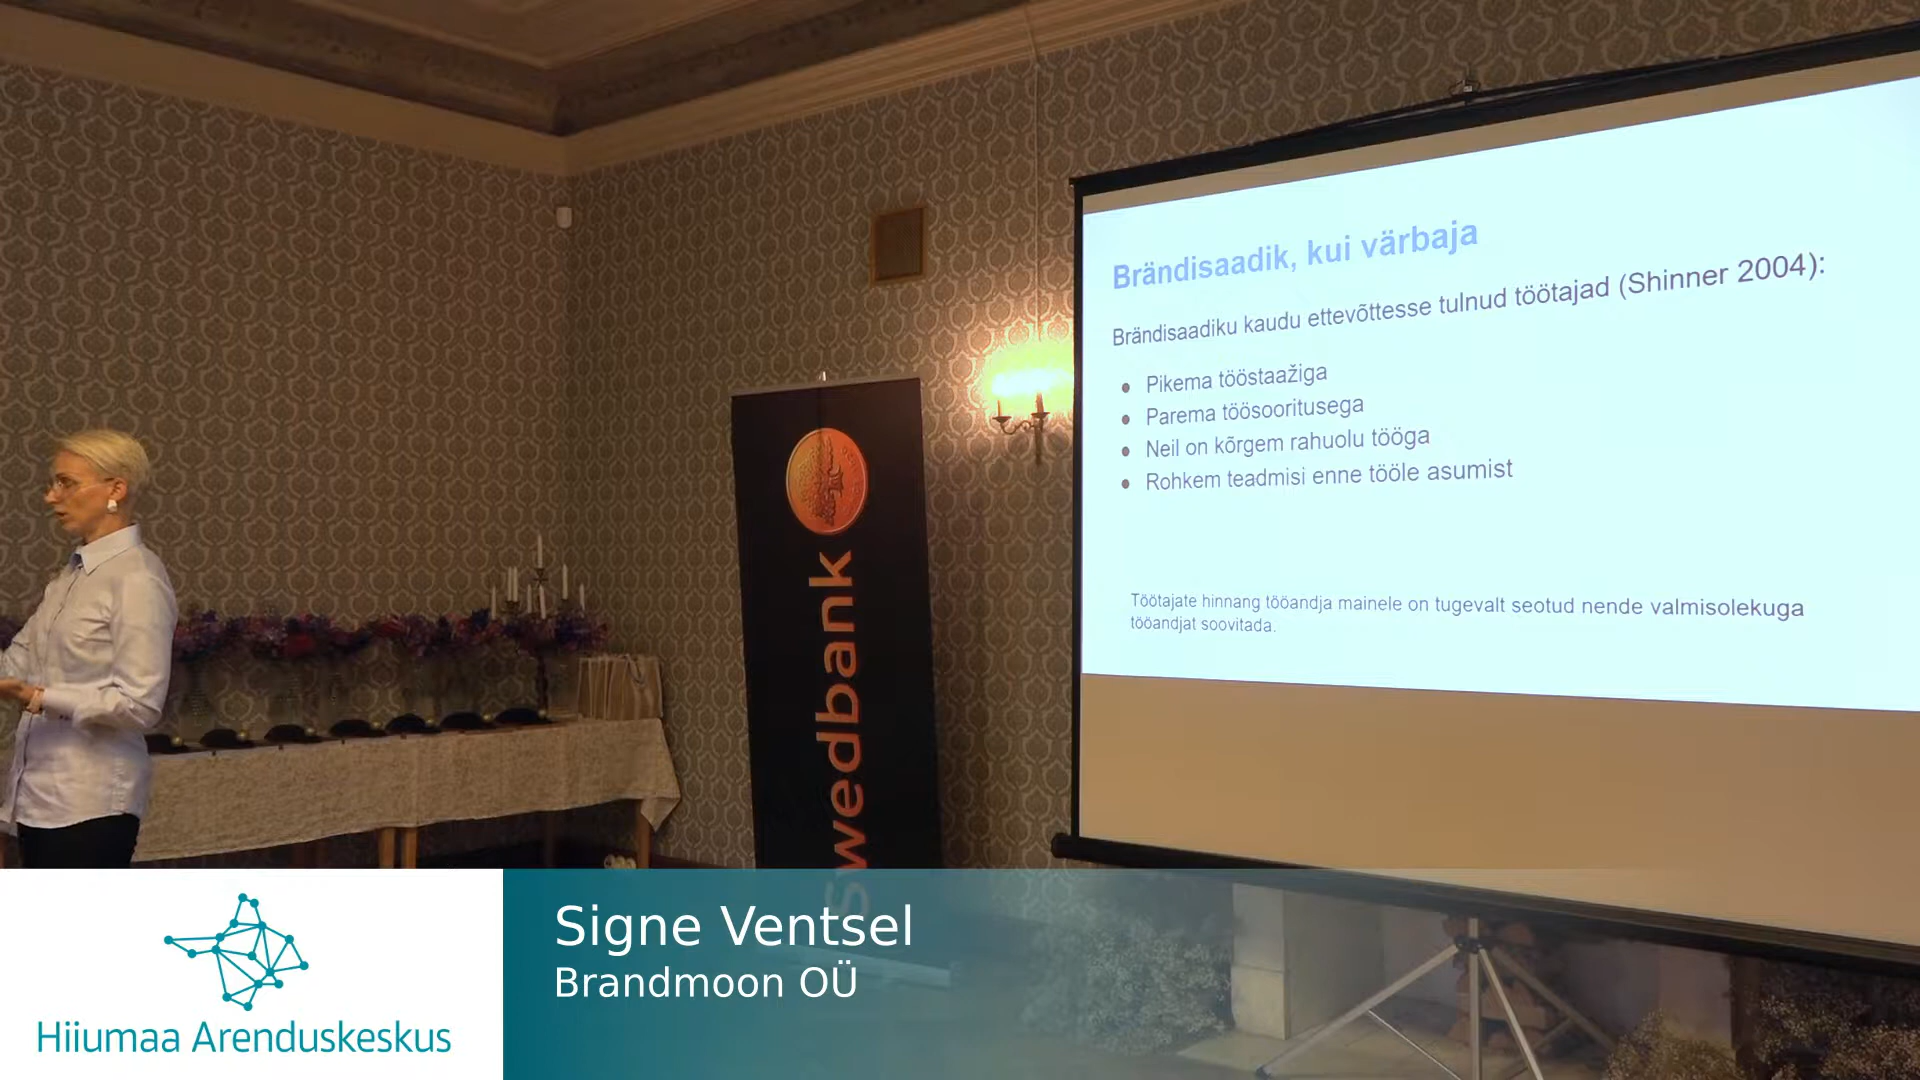 Brändisaadik, kui värbaja
Brändisaadiku kaudu ettevõttesse tulnud töötajad (Shinner 2004):
● Pikema tööstaažiga
● Parema töösooritusega
● Neil on kõrgem rahuolu tööga
● Rohkem teadmisi enne tööle asumist
Töötajate hinnang tööandja mainele on tugevalt seotud nende valmisolekuga
tööandjat soovitada.
Swedbank
Signe Ventsel
Brandmoon OÜ
Hiiumaa Arenduskeskus